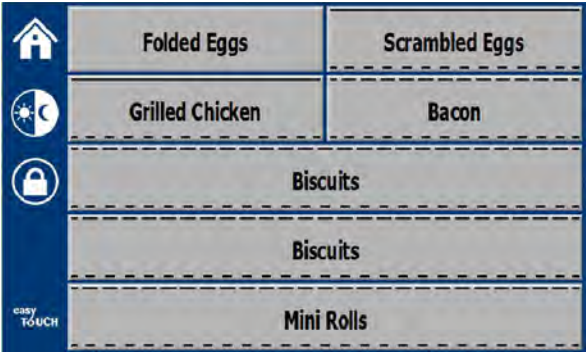 Folded Eggs
Scrambled Eggs
Grilled Chicken
Bacon
Biscuits
Biscuits
Mini Rolls
easy
TOUCH